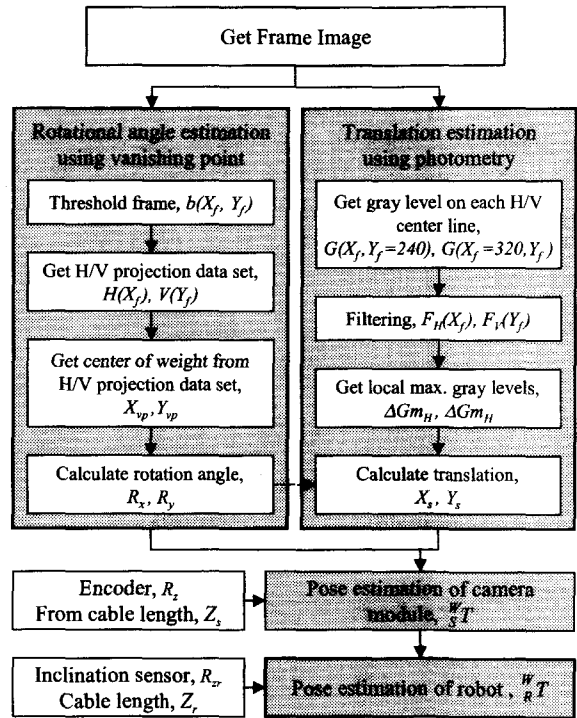 Get Frame Image
Rotational angle estimation
using vanishing point
Threshold frame, b(X_f, Y_f)
Get H/V projection data set,
H(X_f), V(Y_f)
Get center of weight from
H/V projection data set,
X_vp, Y_vp
Calculate rotation angle,
R_x, R_y
Translation estimation
using photometry
Get gray level on each H/V
center line,
G(X_f, Y_f=240), G(X_f=320, Y_f)
Filtering, F_H(X_f), F_V(Y_f)
Get local max. gray levels,
ΔGm_H, ΔGm_H
Calculate translation,
X_s, Y_s
Encoder, R_z
From cable length, Z_s
Pose estimation of camera
module, ^W_S T
Inclination sensor, R_zr
Cable length, Z_r
Pose estimation of robot, ^W_R T